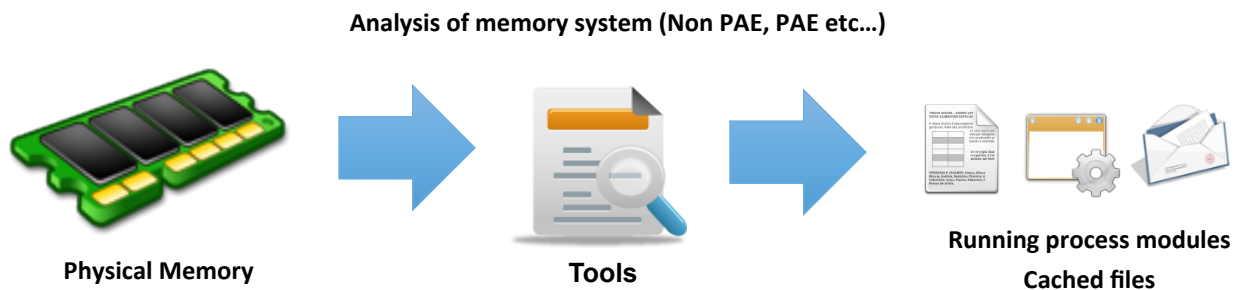 Analysis of memory system (Non PAE, PAE etc…)
Physical Memory
Tools
Running process modules
Cached files